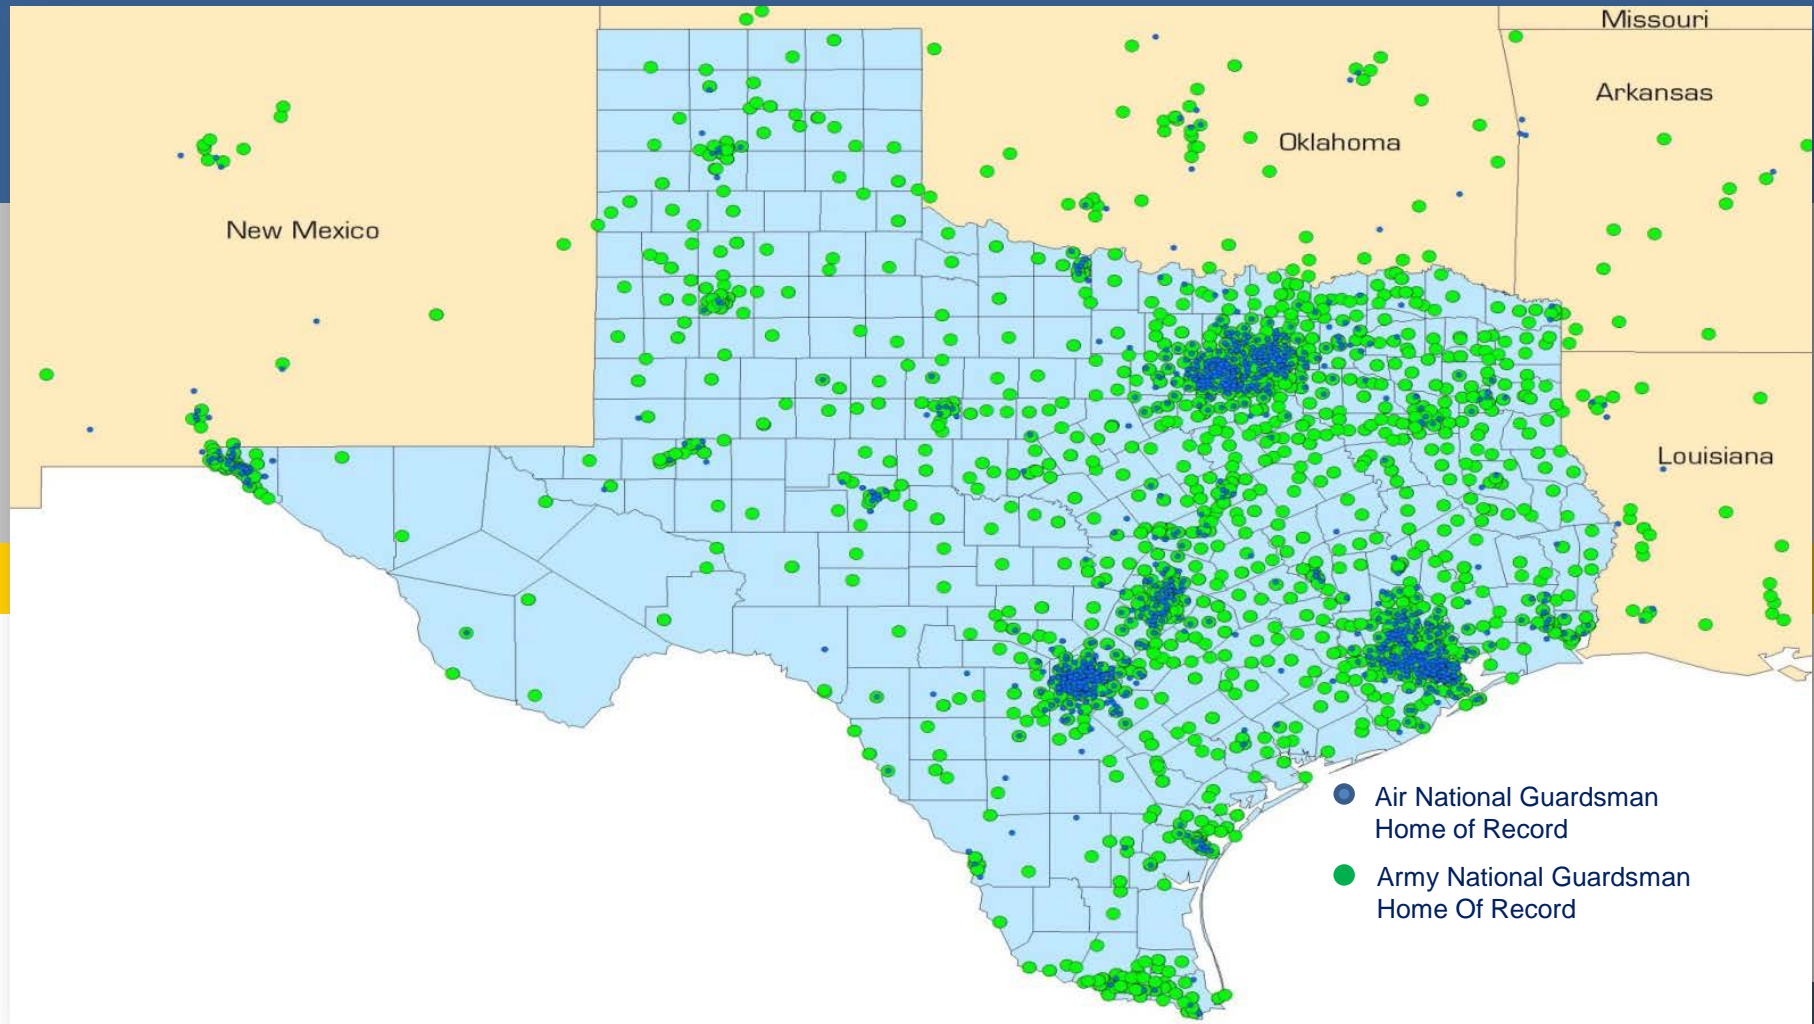 Missouri
Arkansas
Oklahoma
New Mexico
Louisiana
Air National Guardsman
Home of Record
Army National Guardsman
Home Of Record